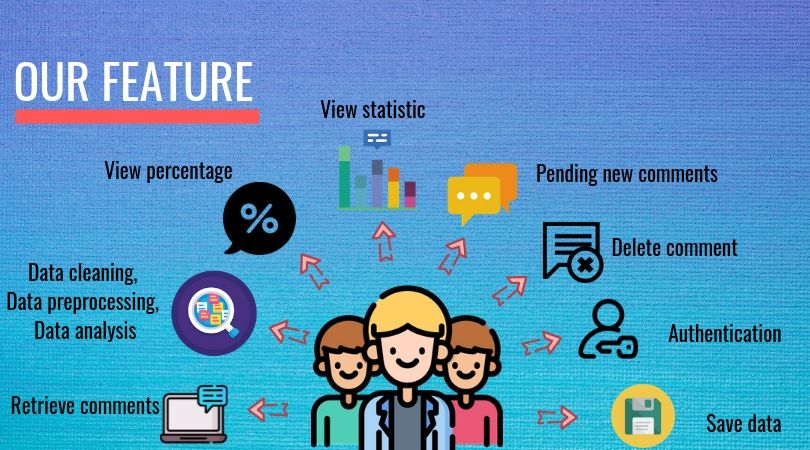 OUR FEATURE
View statistic
View percentage
%
Pending new comments
Delete comment
Data cleaning,
Data preprocessing,
Data analysis
Authentication
Retrieve comments
Save data